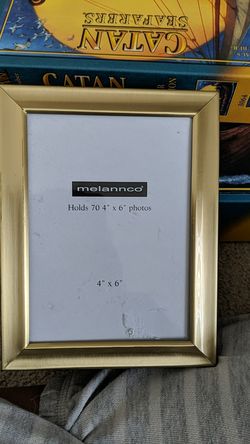 CATAN
SEAFARERS
CATAN
melannco
Holds 70 4" x 6" photos
4" x 6"